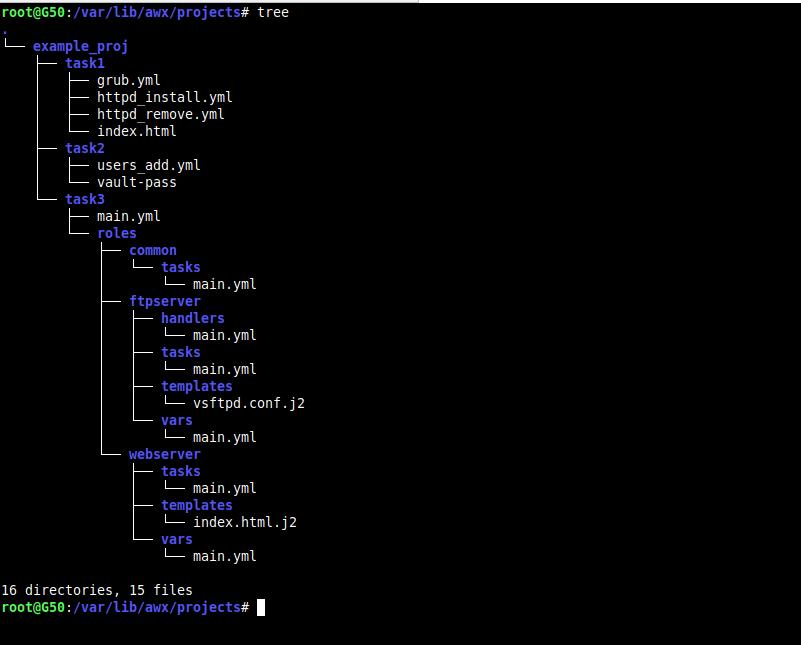 root@G50:/var/lib/awx/projects# tree
.
└── example_proj
    ├── task1
    │   ├── grub.yml
    │   ├── httpd_install.yml
    │   ├── httpd_remove.yml
    │   └── index.html
    ├── task2
    │   ├── users_add.yml
    │   └── vault-pass
    └── task3
        ├── main.yml
        └── roles
            ├── common
            │   └── tasks
            │       └── main.yml
            ├── ftpserver
            │   ├── handlers
            │   │   └── main.yml
            │   ├── tasks
            │   │   └── main.yml
            │   ├── templates
            │   │   └── vsftpd.conf.j2
            │   └── vars
            │       └── main.yml
            └── webserver
                ├── tasks
                │   └── main.yml
                ├── templates
                │   └── index.html.j2
                └── vars
                    └── main.yml

16 directories, 15 files
root@G50:/var/lib/awx/projects#